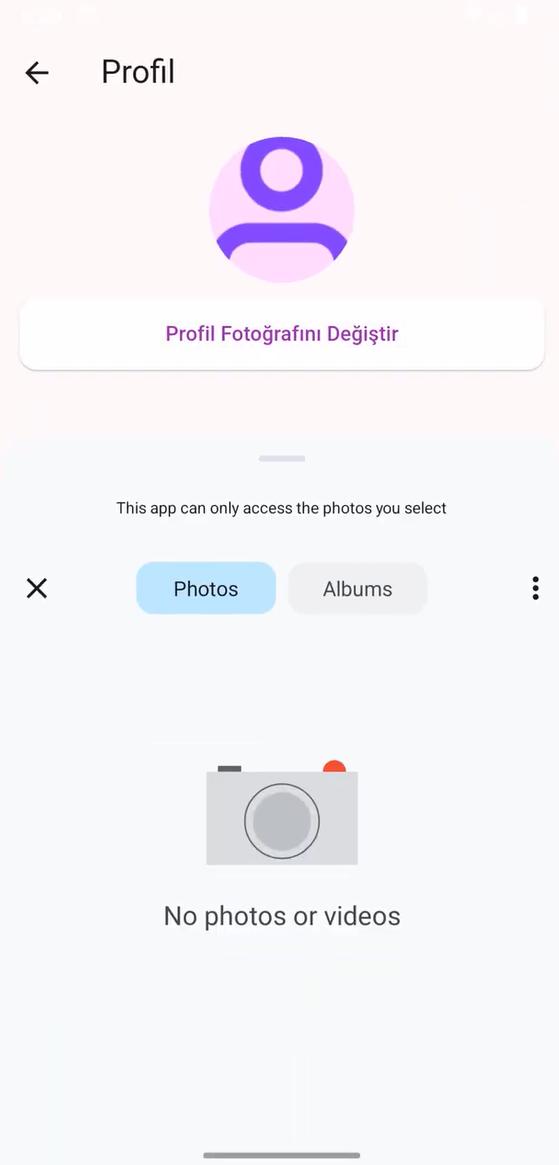 Profil
Profil Fotoğrafını Değiştir
This app can only access the photos you select
Photos
Albums
No photos or videos